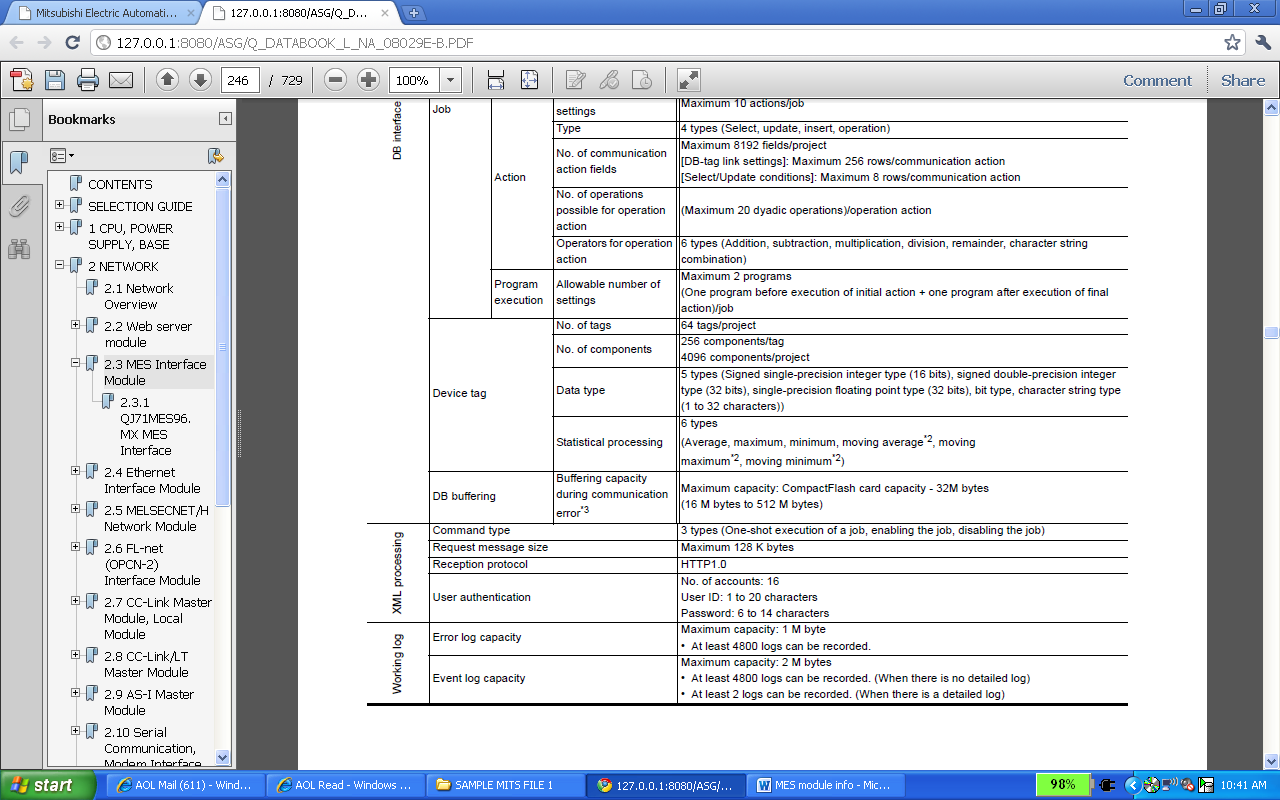 Mitsubishi Electric Automati...
127.0.0.1:8080/ASG/Q_D...
127.0.0.1:8080/ASG/Q_DATABOOK_L_NA_08029E-B.PDF
246 / 729
100%
Comment
Share
Bookmarks
CONTENTS
SELECTION GUIDE
1 CPU, POWER
SUPPLY, BASE
2 NETWORK
2.1 Network
Overview
2.2 Web server
module
2.3 MES Interface
Module
2.3.1
QJ71MES96.
MX MES
Interface
2.4 Ethernet
Interface Module
2.5 MELSECNET/H
Network Module
2.6 FL-net
(OPCN-2)
Interface Module
2.7 CC-Link Master
Module, Local
Module
2.8 CC-Link/LT
Master Module
2.9 AS-I Master
Module
2.10 Serial
Communication,
Modem Interface
DB interface
Job
Action
settings
Maximum 10 actions/job
Type
4 types (Select, update, insert, operation)
No. of communication
action fields
Maximum 8192 fields/project
[DB-tag link settings]: Maximum 256 rows/communication action
[Select/Update conditions]: Maximum 8 rows/communication action
No. of operations
possible for operation
action
(Maximum 20 dyadic operations)/operation action
Operators for operation
action
6 types (Addition, subtraction, multiplication, division, remainder, character string
combination)
Program
execution
Allowable number of
settings
Maximum 2 programs
(One program before execution of initial action + one program after execution of final
action)/job
Device tag
No. of tags
64 tags/project
No. of components
256 components/tag
4096 components/project
Data type
5 types (Signed single-precision integer type (16 bits), signed double-precision integer
type (32 bits), single-precision floating point type (32 bits), bit type, character string type
(1 to 32 characters))
Statistical processing
6 types
(Average, maximum, minimum, moving average*2, moving
maximum*2, moving minimum*2)
DB buffering
Buffering capacity
during communication
error*3
Maximum capacity: CompactFlash card capacity - 32M bytes
(16 M bytes to 512 M bytes)
XML processing
Command type
3 types (One-shot execution of a job, enabling the job, disabling the job)
Request message size
Maximum 128 K bytes
Reception protocol
HTTP1.0
User authentication
No. of accounts: 16
User ID: 1 to 20 characters
Password: 6 to 14 characters
Working log
Error log capacity
Maximum capacity: 1 M byte
• At least 4800 logs can be recorded.
Event log capacity
Maximum capacity: 2 M bytes
• At least 4800 logs can be recorded. (When there is no detailed log)
• At least 2 logs can be recorded. (When there is a detailed log)
start
AOL Mail (611) - Wind...
AOL Read - Windows ...
SAMPLE MITS FILE 1
127.0.0.1:8080/ASG/...
MES module info - Mic...
98%
10:41 AM